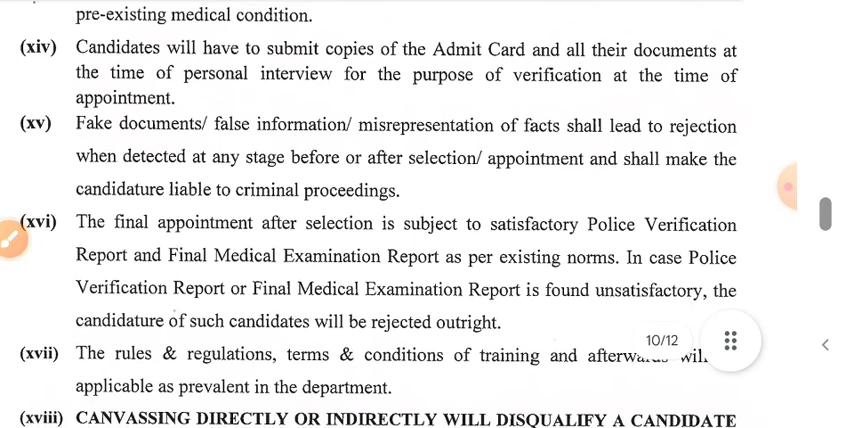 pre-existing medical condition.
(xiv) Candidates will have to submit copies of the Admit Card and all their documents at
the time of personal interview for the purpose of verification at the time of
appointment.
(xv) Fake documents/ false information/ misrepresentation of facts shall lead to rejection
when detected at any stage before or after selection/ appointment and shall make the
candidature liable to criminal proceedings.
(xvi) The final appointment after selection is subject to satisfactory Police Verification
Report and Final Medical Examination Report as per existing norms. In case Police
Verification Report or Final Medical Examination Report is found unsatisfactory, the
candidature of such candidates will be rejected outright.
10/12
(xvii) The rules & regulations, terms & conditions of training and
applicable as prevalent in the department.
(xviii) CANVASSING DIRECTLY OR INDIRECTLY WILL DISQUALIFY A CANDIDATE